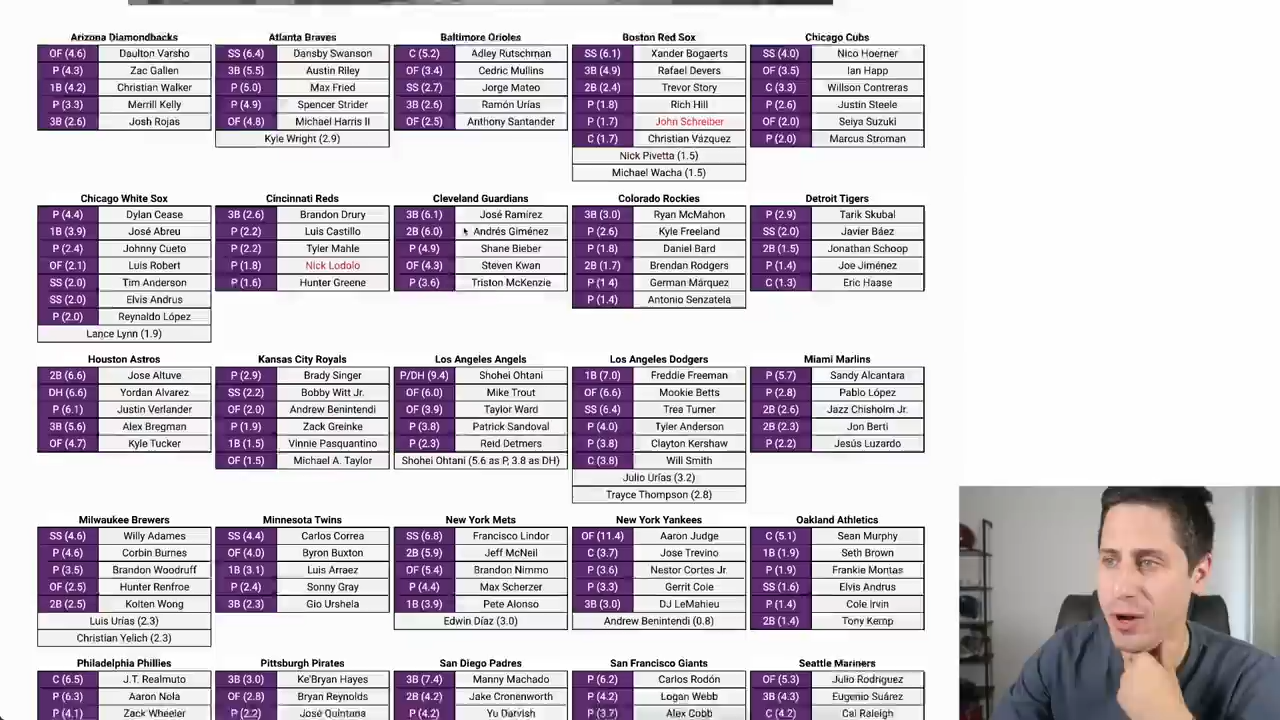 Arizona Diamondbacks
OF (4.6) Daulton Varsho
P (4.3) Zac Gallen
1B (4.2) Christian Walker
P (3.3) Merrill Kelly
3B (2.6) Josh Rojas
Atlanta Braves
SS (6.4) Dansby Swanson
3B (5.5) Austin Riley
P (5.0) Max Fried
P (4.9) Spencer Strider
OF (4.8) Michael Harris II
Kyle Wright (2.9)
Baltimore Orioles
C (5.2) Adley Rutschman
OF (3.4) Cedric Mullins
SS (2.7) Jorge Mateo
3B (2.6) Ramón Urías
OF (2.5) Anthony Santander
Boston Red Sox
SS (6.1) Xander Bogaerts
3B (4.9) Rafael Devers
2B (2.4) Trevor Story
P (1.8) Rich Hill
P (1.7) John Schreiber
C (1.7) Christian Vázquez
Nick Pivetta (1.5)
Michael Wacha (1.5)
Chicago Cubs
SS (4.0) Nico Hoerner
OF (3.5) Ian Happ
C (3.3) Willson Contreras
P (2.6) Justin Steele
OF (2.0) Seiya Suzuki
P (2.0) Marcus Stroman
Chicago White Sox
P (4.4) Dylan Cease
1B (3.9) José Abreu
P (2.4) Johnny Cueto
OF (2.1) Luis Robert
SS (2.0) Tim Anderson
SS (2.0) Elvis Andrus
P (2.0) Reynaldo López
Lance Lynn (1.9)
Cincinnati Reds
3B (2.6) Brandon Drury
P (2.2) Luis Castillo
P (2.2) Tyler Mahle
P (1.8) Nick Lodolo
P (1.6) Hunter Greene
Cleveland Guardians
3B (6.1) José Ramírez
2B (6.0) Andrés Giménez
P (4.9) Shane Bieber
OF (4.3) Steven Kwan
P (3.6) Triston McKenzie
Colorado Rockies
3B (3.0) Ryan McMahon
P (2.6) Kyle Freeland
P (1.8) Daniel Bard
2B (1.7) Brendan Rodgers
P (1.4) Germán Márquez
P (1.4) Antonio Senzatela
Detroit Tigers
P (2.9) Tarik Skubal
SS (2.0) Javier Báez
2B (1.5) Jonathan Schoop
P (1.4) Joe Jiménez
C (1.3) Eric Haase
Houston Astros
2B (6.6) Jose Altuve
DH (6.6) Yordan Alvarez
P (6.1) Justin Verlander
3B (5.6) Alex Bregman
OF (4.7) Kyle Tucker
Kansas City Royals
P (2.9) Brady Singer
SS (2.2) Bobby Witt Jr.
OF (2.0) Andrew Benintendi
P (1.9) Zack Greinke
1B (1.5) Vinnie Pasquantino
OF (1.5) Michael A. Taylor
Los Angeles Angels
P/DH (9.4) Shohei Ohtani
OF (6.0) Mike Trout
OF (3.9) Taylor Ward
P (3.8) Patrick Sandoval
P (2.3) Reid Detmers
Shohei Ohtani (5.6 as P, 3.8 as DH)
Los Angeles Dodgers
1B (7.0) Freddie Freeman
OF (6.6) Mookie Betts
SS (6.4) Trea Turner
P (4.0) Tyler Anderson
P (3.8) Clayton Kershaw
C (3.8) Will Smith
Julio Urías (3.2)
Trayce Thompson (2.8)
Miami Marlins
P (5.7) Sandy Alcantara
P (2.8) Pablo López
2B (2.6) Jazz Chisholm Jr.
2B (2.3) Jon Berti
P (2.2) Jesús Luzardo
Milwaukee Brewers
SS (4.6) Willy Adames
P (4.6) Corbin Burnes
P (3.5) Brandon Woodruff
OF (2.5) Hunter Renfroe
2B (2.5) Kolten Wong
Luis Urías (2.3)
Christian Yelich (2.3)
Minnesota Twins
SS (4.4) Carlos Correa
OF (4.0) Byron Buxton
1B (3.1) Luis Arraez
P (2.4) Sonny Gray
3B (2.3) Gio Urshela
New York Mets
SS (6.8) Francisco Lindor
2B (5.9) Jeff McNeil
OF (5.4) Brandon Nimmo
P (4.4) Max Scherzer
1B (3.9) Pete Alonso
Edwin Díaz (3.0)
New York Yankees
OF (11.4) Aaron Judge
C (3.7) Jose Trevino
P (3.6) Nestor Cortes Jr.
P (3.3) Gerrit Cole
3B (3.0) DJ LeMahieu
Andrew Benintendi (0.8)
Oakland Athletics
C (5.1) Sean Murphy
1B (1.9) Seth Brown
P (1.9) Frankie Montas
SS (1.6) Elvis Andrus
P (1.4) Cole Irvin
2B (1.4) Tony Kemp
Philadelphia Phillies
C (6.5) J.T. Realmuto
P (6.3) Aaron Nola
P (4.1) Zack Wheeler
Pittsburgh Pirates
3B (3.0) Ke'Bryan Hayes
OF (2.8) Bryan Reynolds
P (2.2) José Quintana
San Diego Padres
3B (7.4) Manny Machado
2B (4.2) Jake Cronenworth
P (4.2) Yu Darvish
San Francisco Giants
P (6.2) Carlos Rodón
P (4.2) Logan Webb
P (3.7) Alex Cobb
Seattle Mariners
OF (5.3) Julio Rodríguez
3B (4.3) Eugenio Suárez
C (4.2) Cal Raleigh